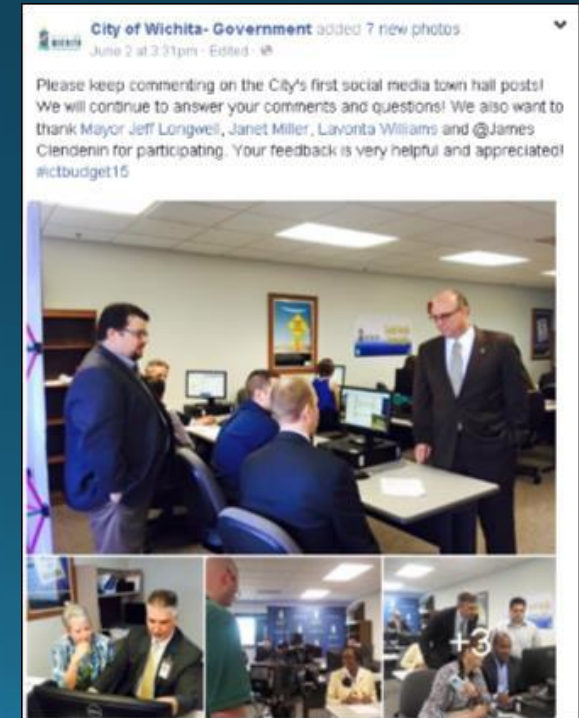 City of Wichita- Government added 7 new photos
June 2 at 3:31pm · Edited ·
Please keep commenting on the City's first social media town hall posts!
We will continue to answer your comments and questions! We also want to
thank Mayor Jeff Longwell, Janet Miller, Lavonta Williams and @James
Clendenin for participating. Your feedback is very helpful and appreciated!
#ictbudget15
+3